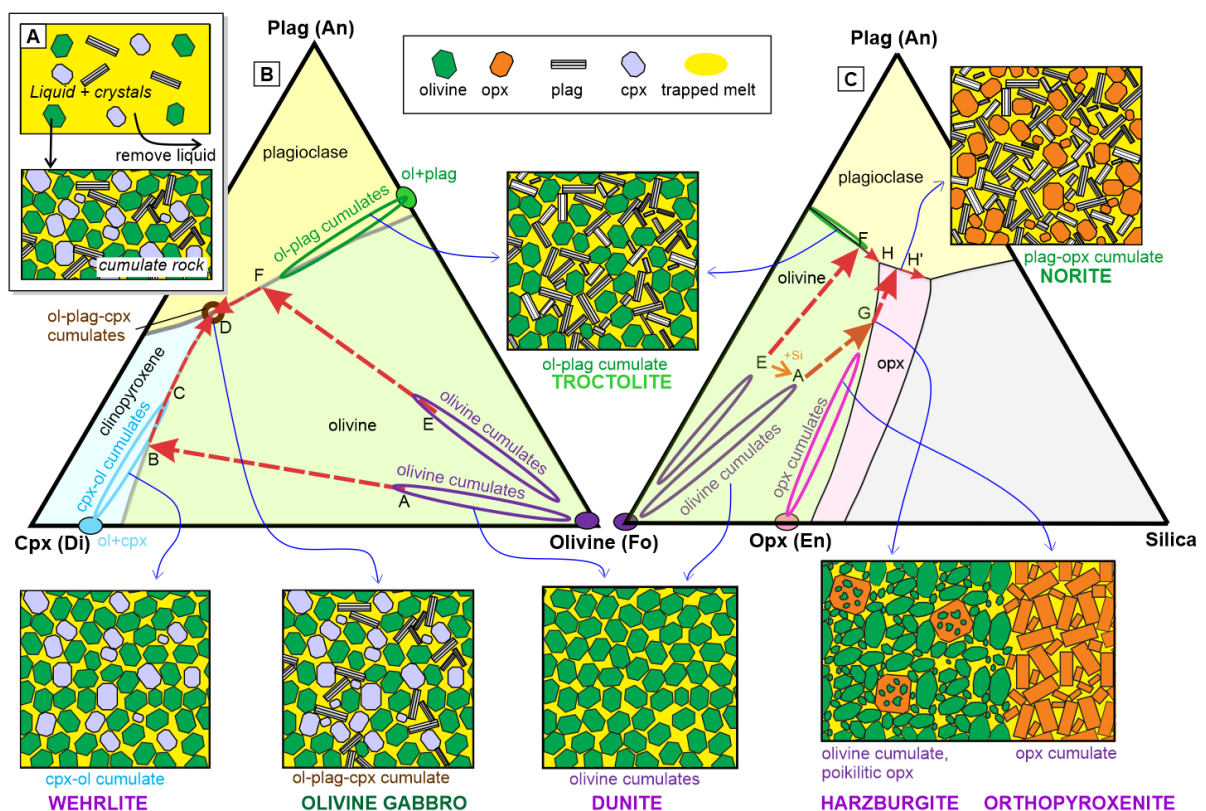 A
Liquid + crystals
remove liquid
cumulate rock
Plag (An)
B
plagioclase
ol+plag
ol-plag cumulates
F
D
ol-plag-cpx
cumulates
clinopyroxene
C
cpx-ol cumulates
B
olivine
E
olivine cumulates
olivine cumulates
A
Cpx (Di)
ol+cpx
Olivine (Fo)
olivine
opx
plag
cpx
trapped melt
ol-plag cumulate
TROCTOLITE
Plag (An)
C
plagioclase
F
H
H'
olivine
G
E
+Si
A
opx
olivine cumulates
opx cumulates
Opx (En)
Silica
plag-opx cumulate
NORITE
cpx-ol cumulate
WEHRLITE
ol-plag-cpx cumulate
OLIVINE GABBRO
olivine cumulates
DUNITE
olivine cumulate,
poikilitic opx
HARZBURGITE
opx cumulate
ORTHOPYROXENITE